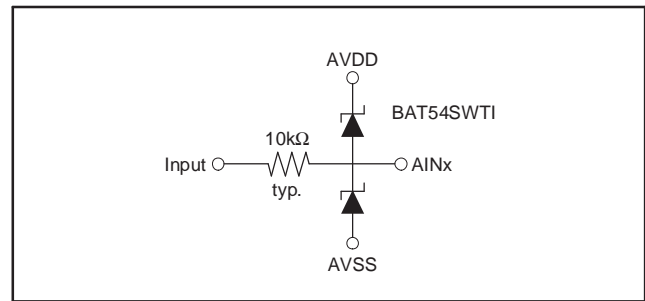 AVDD
BAT54SWTI
10kΩ
Input
AINx
typ.
AVSS